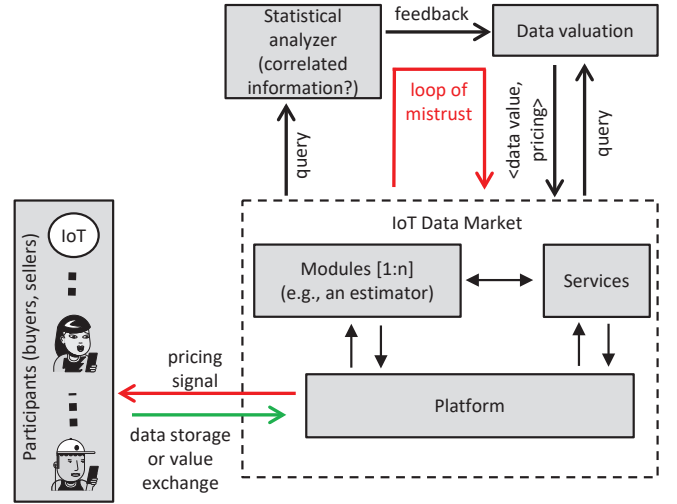 Statistical
analyzer
(correlated
information?)
feedback
Data valuation
loop of
mistrust
query
<data value,
pricing>
query
IoT Data Market
Participants (buyers, sellers)
IoT
Modules [1:n]
(e.g., an estimator)
Services
pricing
signal
Platform
data storage
or value
exchange